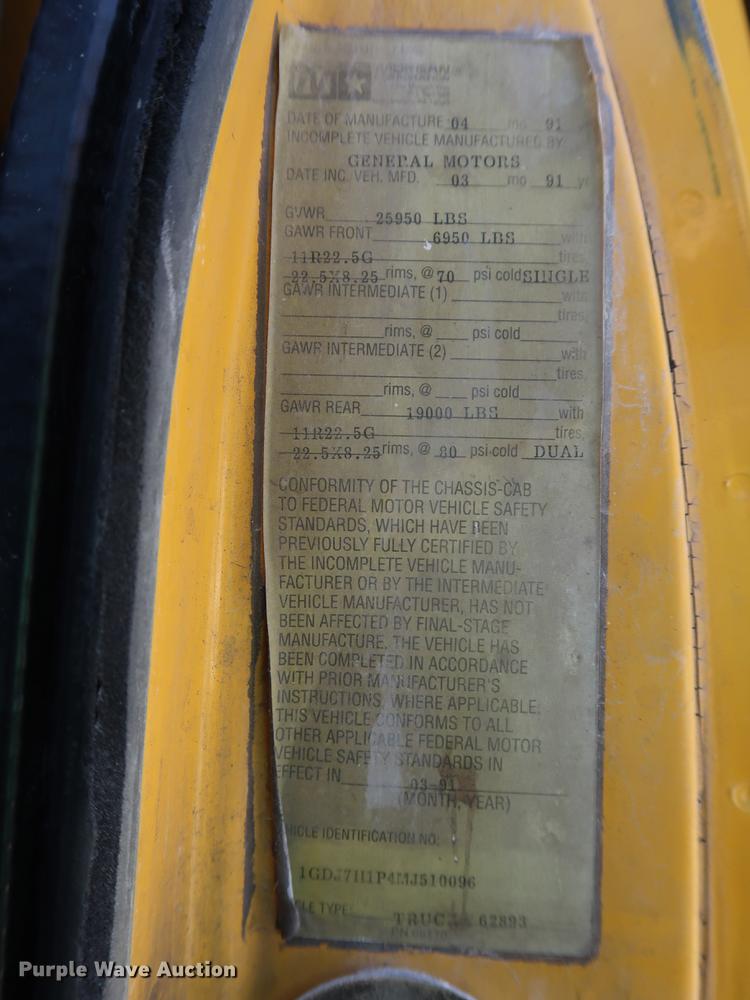 MORGAN
CORPORATION
DATE OF MANUFACTURE 04 mo 91
INCOMPLETE VEHICLE MANUFACTURED BY:
GENERAL MOTORS
DATE INC. VEH. MFD. 03 mo 91 yr
GVWR 25950 LBS
GAWR FRONT 6950 LBS with
11R22.5G tires,
22.5X8.25 rims, @ 70 psi cold SINGLE
GAWR INTERMEDIATE (1) with
tires,
rims, @ psi cold
GAWR INTERMEDIATE (2) with
tires,
rims, @ psi cold
GAWR REAR 19000 LBS with
11R22.5G tires,
22.5X8.25 rims, @ 80 psi cold DUAL
CONFORMITY OF THE CHASSIS-CAB
TO FEDERAL MOTOR VEHICLE SAFETY
STANDARDS, WHICH HAVE BEEN
PREVIOUSLY FULLY CERTIFIED BY
THE INCOMPLETE VEHICLE MANU-
FACTURER OR BY THE INTERMEDIATE
VEHICLE MANUFACTURER, HAS NOT
BEEN AFFECTED BY FINAL-STAGE
MANUFACTURE. THE VEHICLE HAS
BEEN COMPLETED IN ACCORDANCE
WITH PRIOR MANUFACTURER'S
INSTRUCTIONS, WHERE APPLICABLE.
THIS VEHICLE CONFORMS TO ALL
OTHER APPLICABLE FEDERAL MOTOR
VEHICLE SAFETY STANDARDS IN
EFFECT IN 03-91
(MONTH, YEAR)
HICLE IDENTIFICATION NO.
1GDJ7H1P4MJ510096
CLE TYPE TRUCK 62893
Purple Wave Auction